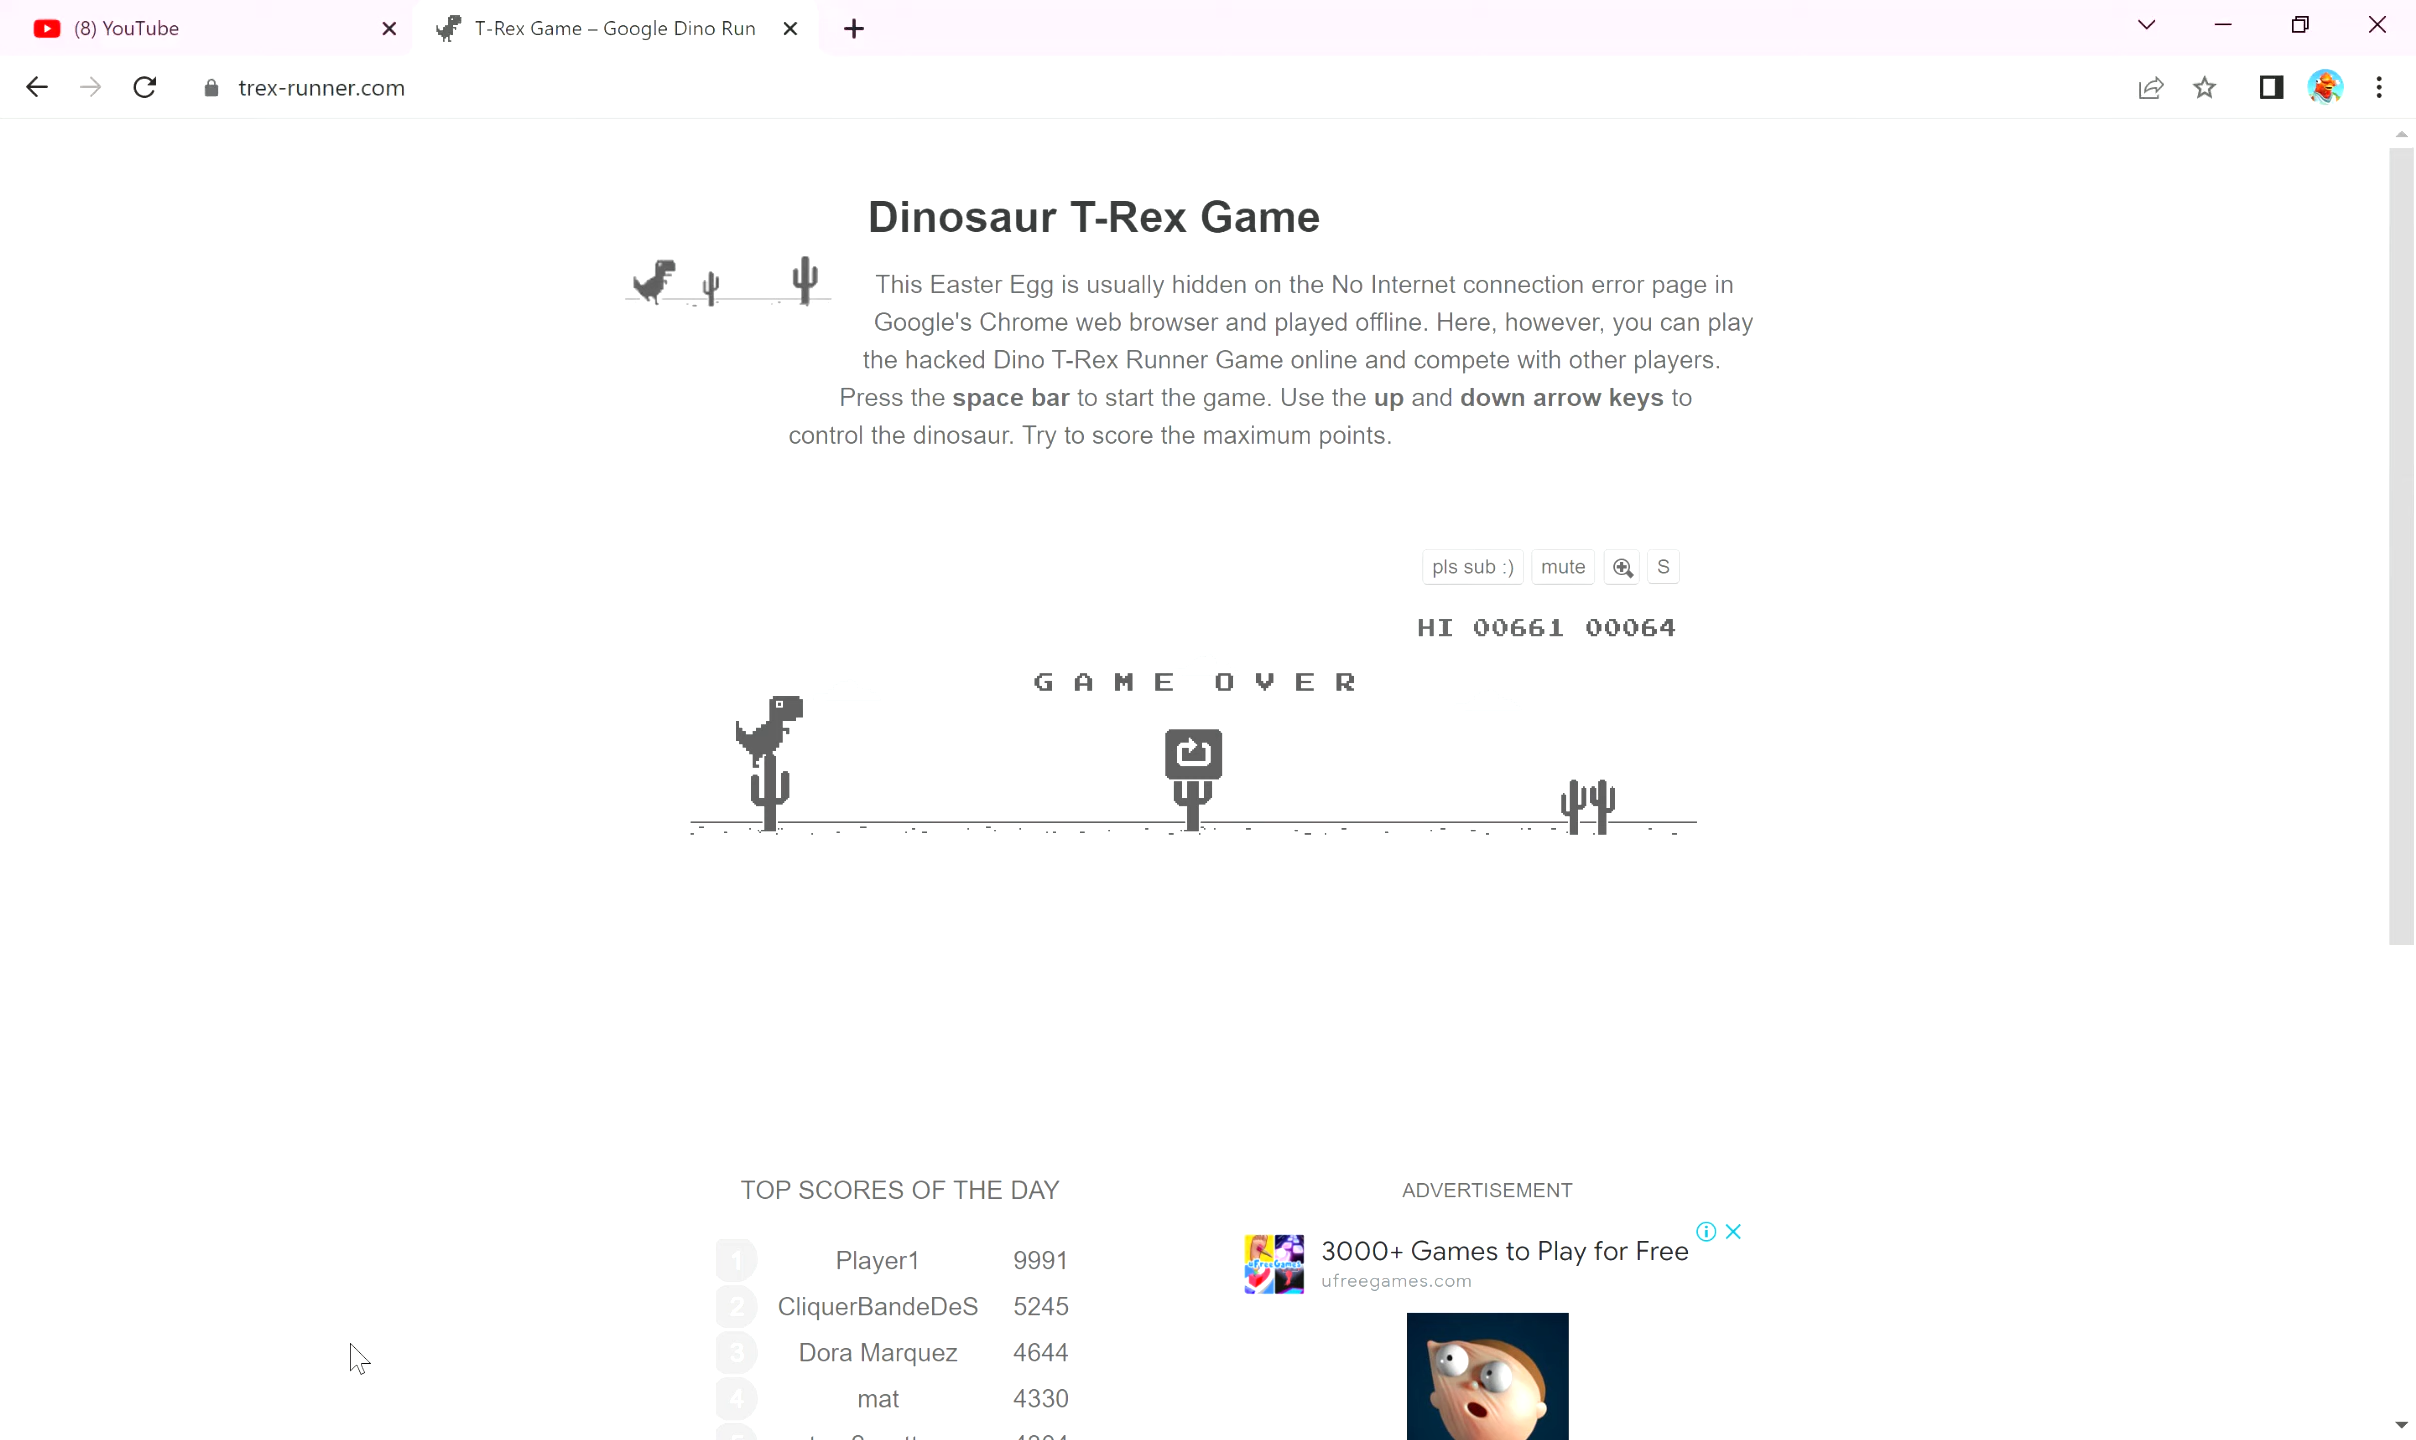 (8) YouTube
T-Rex Game – Google Dino Run
trex-runner.com
Dinosaur T-Rex Game
This Easter Egg is usually hidden on the No Internet connection error page in
Google's Chrome web browser and played offline. Here, however, you can play
the hacked Dino T-Rex Runner Game online and compete with other players.
Press the space bar to start the game. Use the up and down arrow keys to
control the dinosaur. Try to score the maximum points.
pls sub :) mute S
HI 00661 00064
GAME OVER
TOP SCORES OF THE DAY
1 Player1 9991
2 CliquerBandeDeS 5245
3 Dora Marquez 4644
4 mat 4330
ADVERTISEMENT
3000+ Games to Play for Free
ufreegames.com
uFreeGames